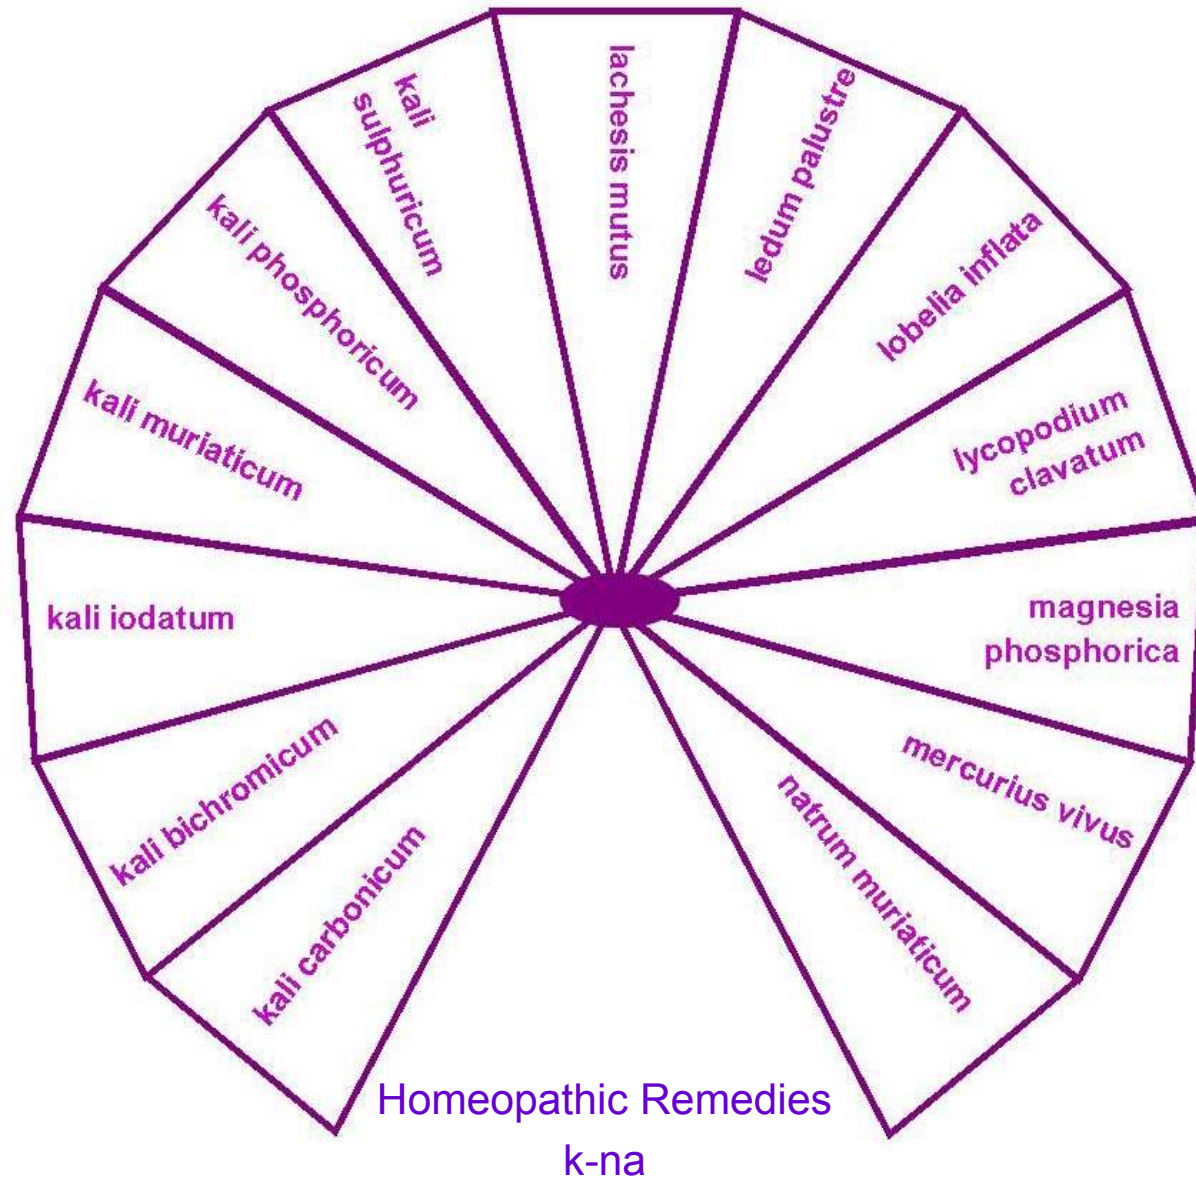 kali carbonicum
kali bichromicum
kali iodatum
kali muriaticum
kali phosphoricum
kali
sulphuricum
lachesis mutus
ledum palustre
lobelia inflata
lycopodium
clavatum
magnesia
phosphorica
mercurius vivus
natrum muriaticum
Homeopathic Remedies
k-na